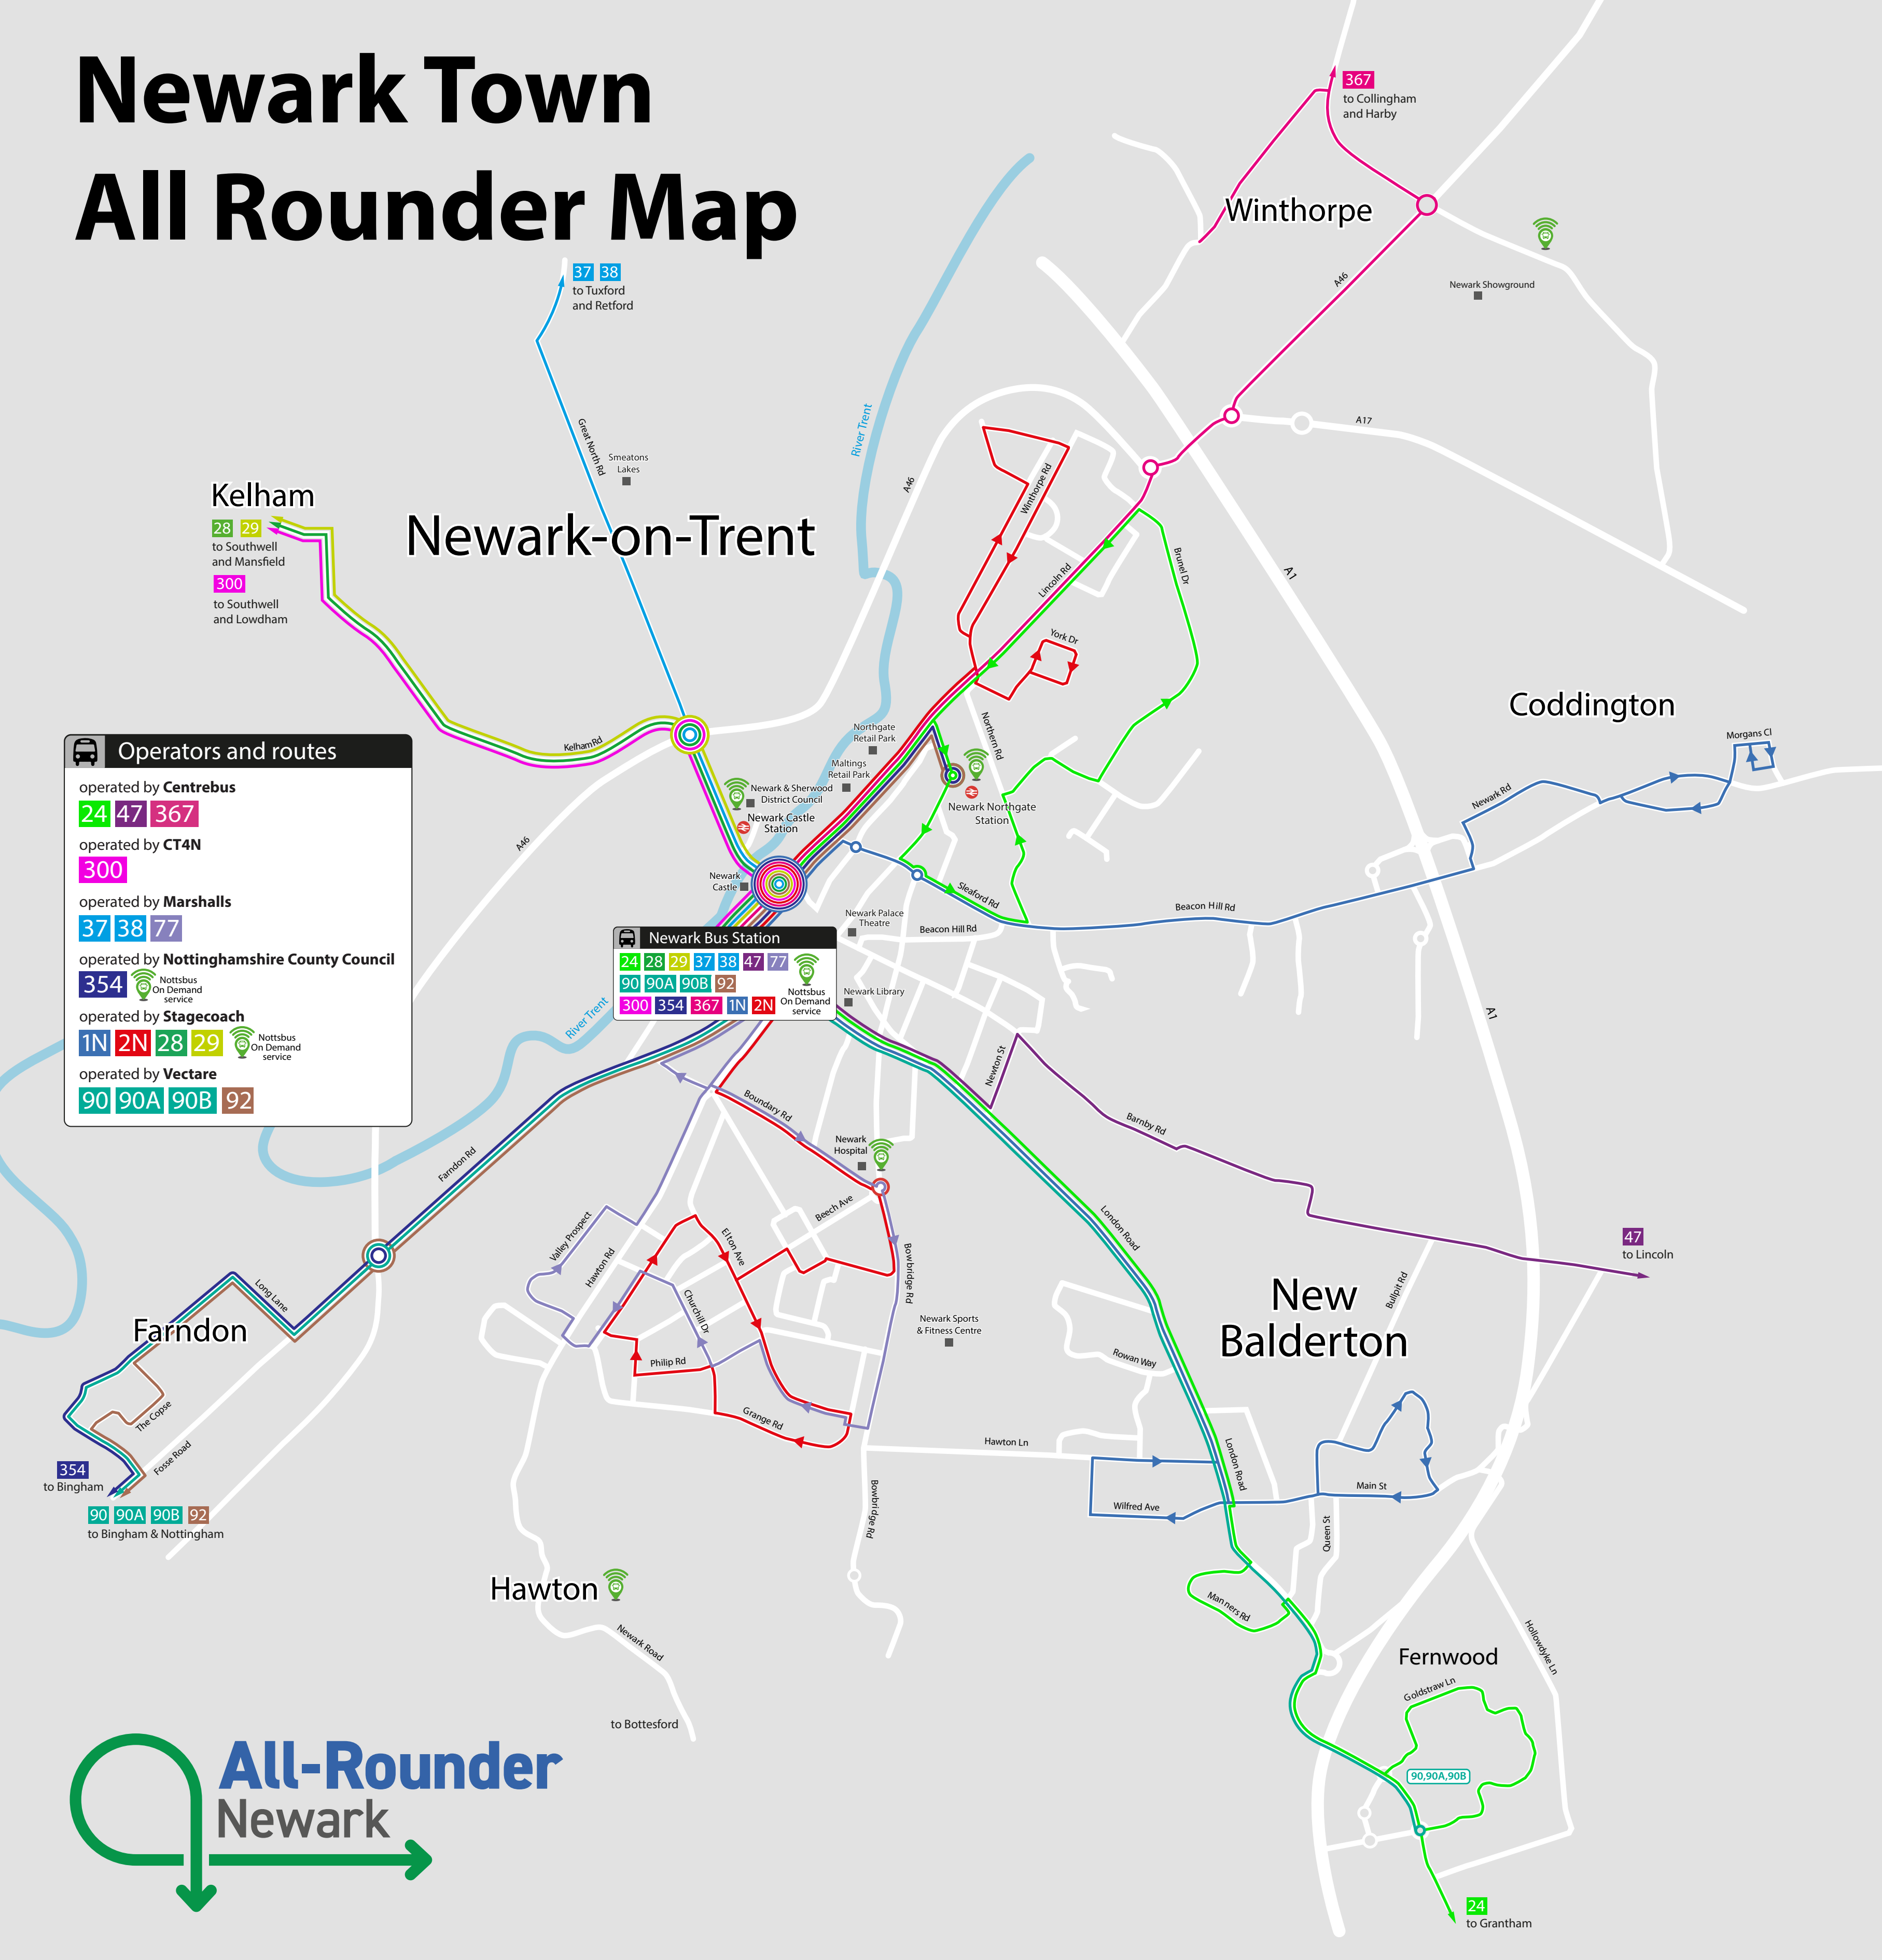 Newark Town
All Rounder Map
367
to Collingham
and Harby
Winthorpe
Newark Showground
A46
A17
37 38
to Tuxford
and Retford
Great North Rd
Smeatons
Lakes
River Trent
A46
Winthorpe Rd
Lincoln Rd
Brunel Dr
A1
York Dr
Kelham
28 29
to Southwell
and Mansfield
300
to Southwell
and Lowdham
Newark-on-Trent
Kelham Rd
A46
Northgate
Retail Park
Maltings
Retail Park
Northern Rd
Newark & Sherwood
District Council
Newark Castle
Station
Newark Northgate
Station
Newark
Castle
Coddington
Morgans Cl
Newark Rd
Sleaford Rd
Beacon Hill Rd
Beacon Hill Rd
Newark Palace
Theatre
Newark Library
A1
Operators and routes
operated by Centrebus
24 47 367
operated by CT4N
300
operated by Marshalls
37 38 77
operated by Nottinghamshire County Council
354
Nottsbus
On Demand
service
operated by Stagecoach
1N 2N 28 29
Nottsbus
On Demand
service
operated by Vectare
90 90A 90B 92
Newark Bus Station
24 28 29 37 38 47 77
90 90A 90B 92
300 354 367 1N 2N
Nottsbus
On Demand
service
River Trent
Newton St
Barnby Rd
47
to Lincoln
Boundary Rd
Newark
Hospital
Farndon Rd
Beech Ave
Valley Prospect
Hawton Rd
Elton Ave
Bowbridge Rd
London Road
Churchill Dr
Philip Rd
Grange Rd
Newark Sports
& Fitness Centre
Long Lane
Farndon
The Copse
Fosse Road
354
to Bingham
90 90A 90B 92
to Bingham & Nottingham
New
Balderton
Bullpit Rd
Rowan Way
Hawton Ln
London Road
Wilfred Ave
Main St
Queen St
Bowbridge Rd
Manners Rd
Hawton
Newark Road
to Bottesford
Hollowdyke Ln
Fernwood
Goldstraw Ln
90,90A,90B
24
to Grantham
All-Rounder
Newark